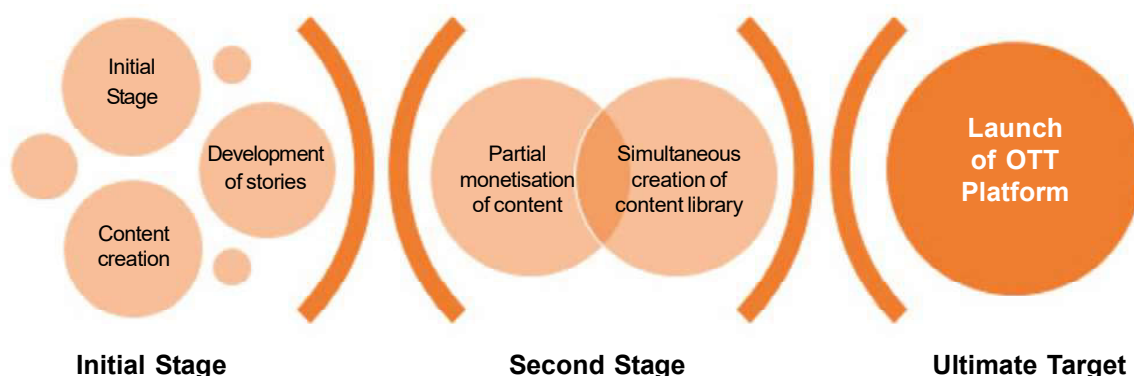 Initial
Stage
Development
of stories
Content
creation
Partial
monetisation
of content
Simultaneous
creation of
content library
Launch
of OTT
Platform
Initial Stage
Second Stage
Ultimate Target